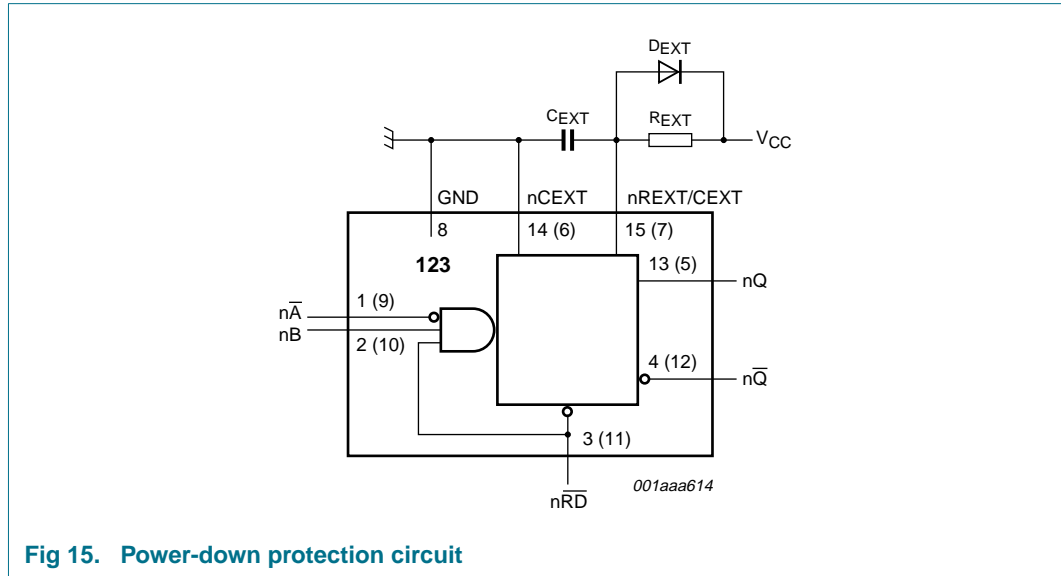 DEXT
CEXT
REXT
VCC
GND
nCEXT
nREXT/CEXT
8
14 (6)
15 (7)
123
13 (5)
nQ
1 (9)
nA̅
nB
2 (10)
4 (12)
nQ̅
3 (11)
001aaa614
nR̅D̅
Fig 15. Power-down protection circuit